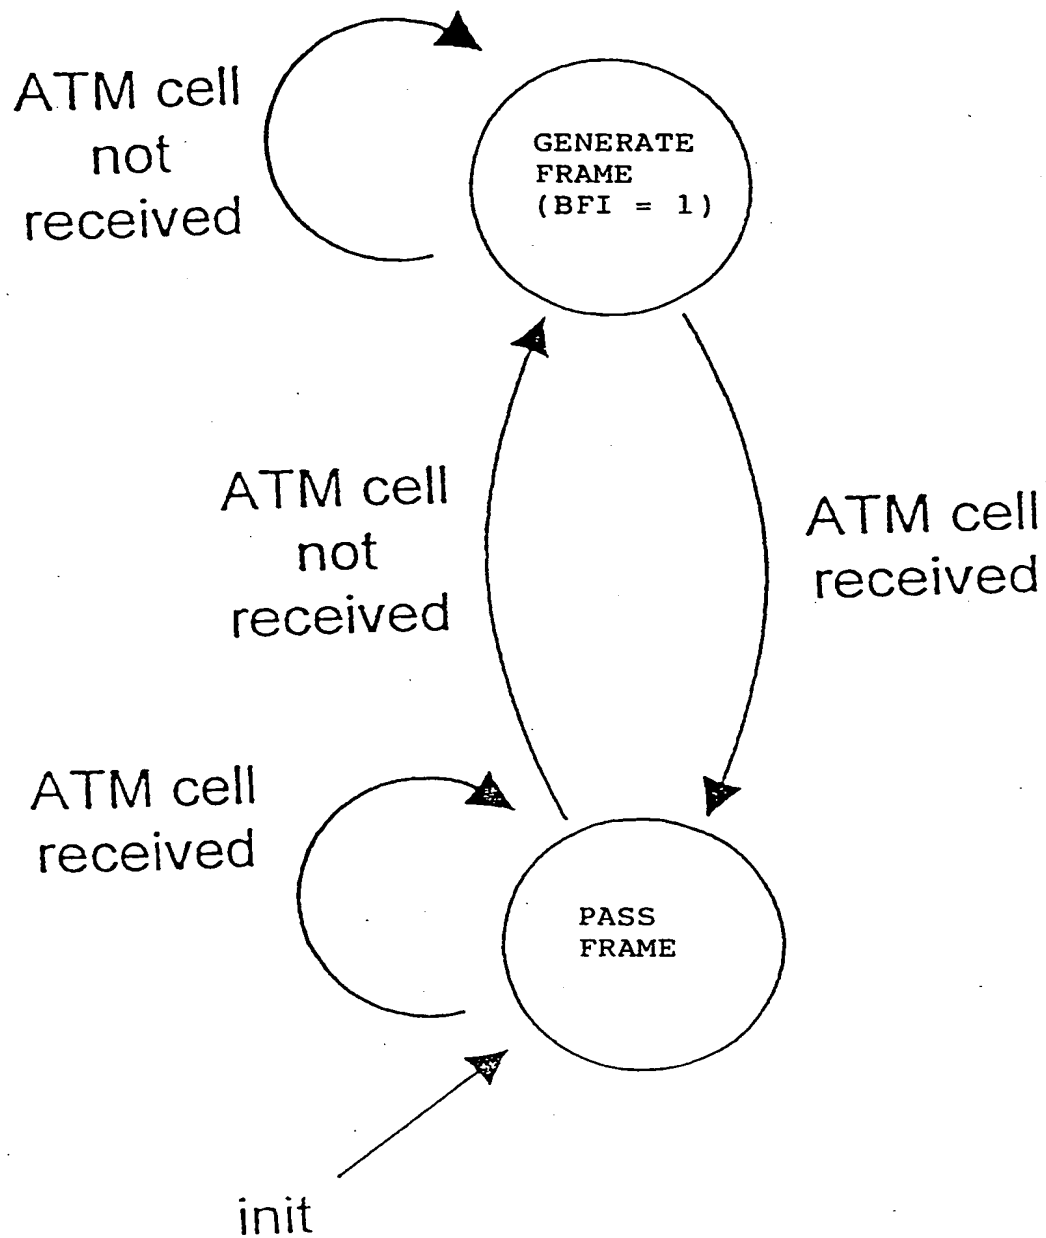 ATM cell
not
received
GENERATE
FRAME
(BFI = 1)
ATM cell
not
received
ATM cell
received
ATM cell
received
PASS
FRAME
init